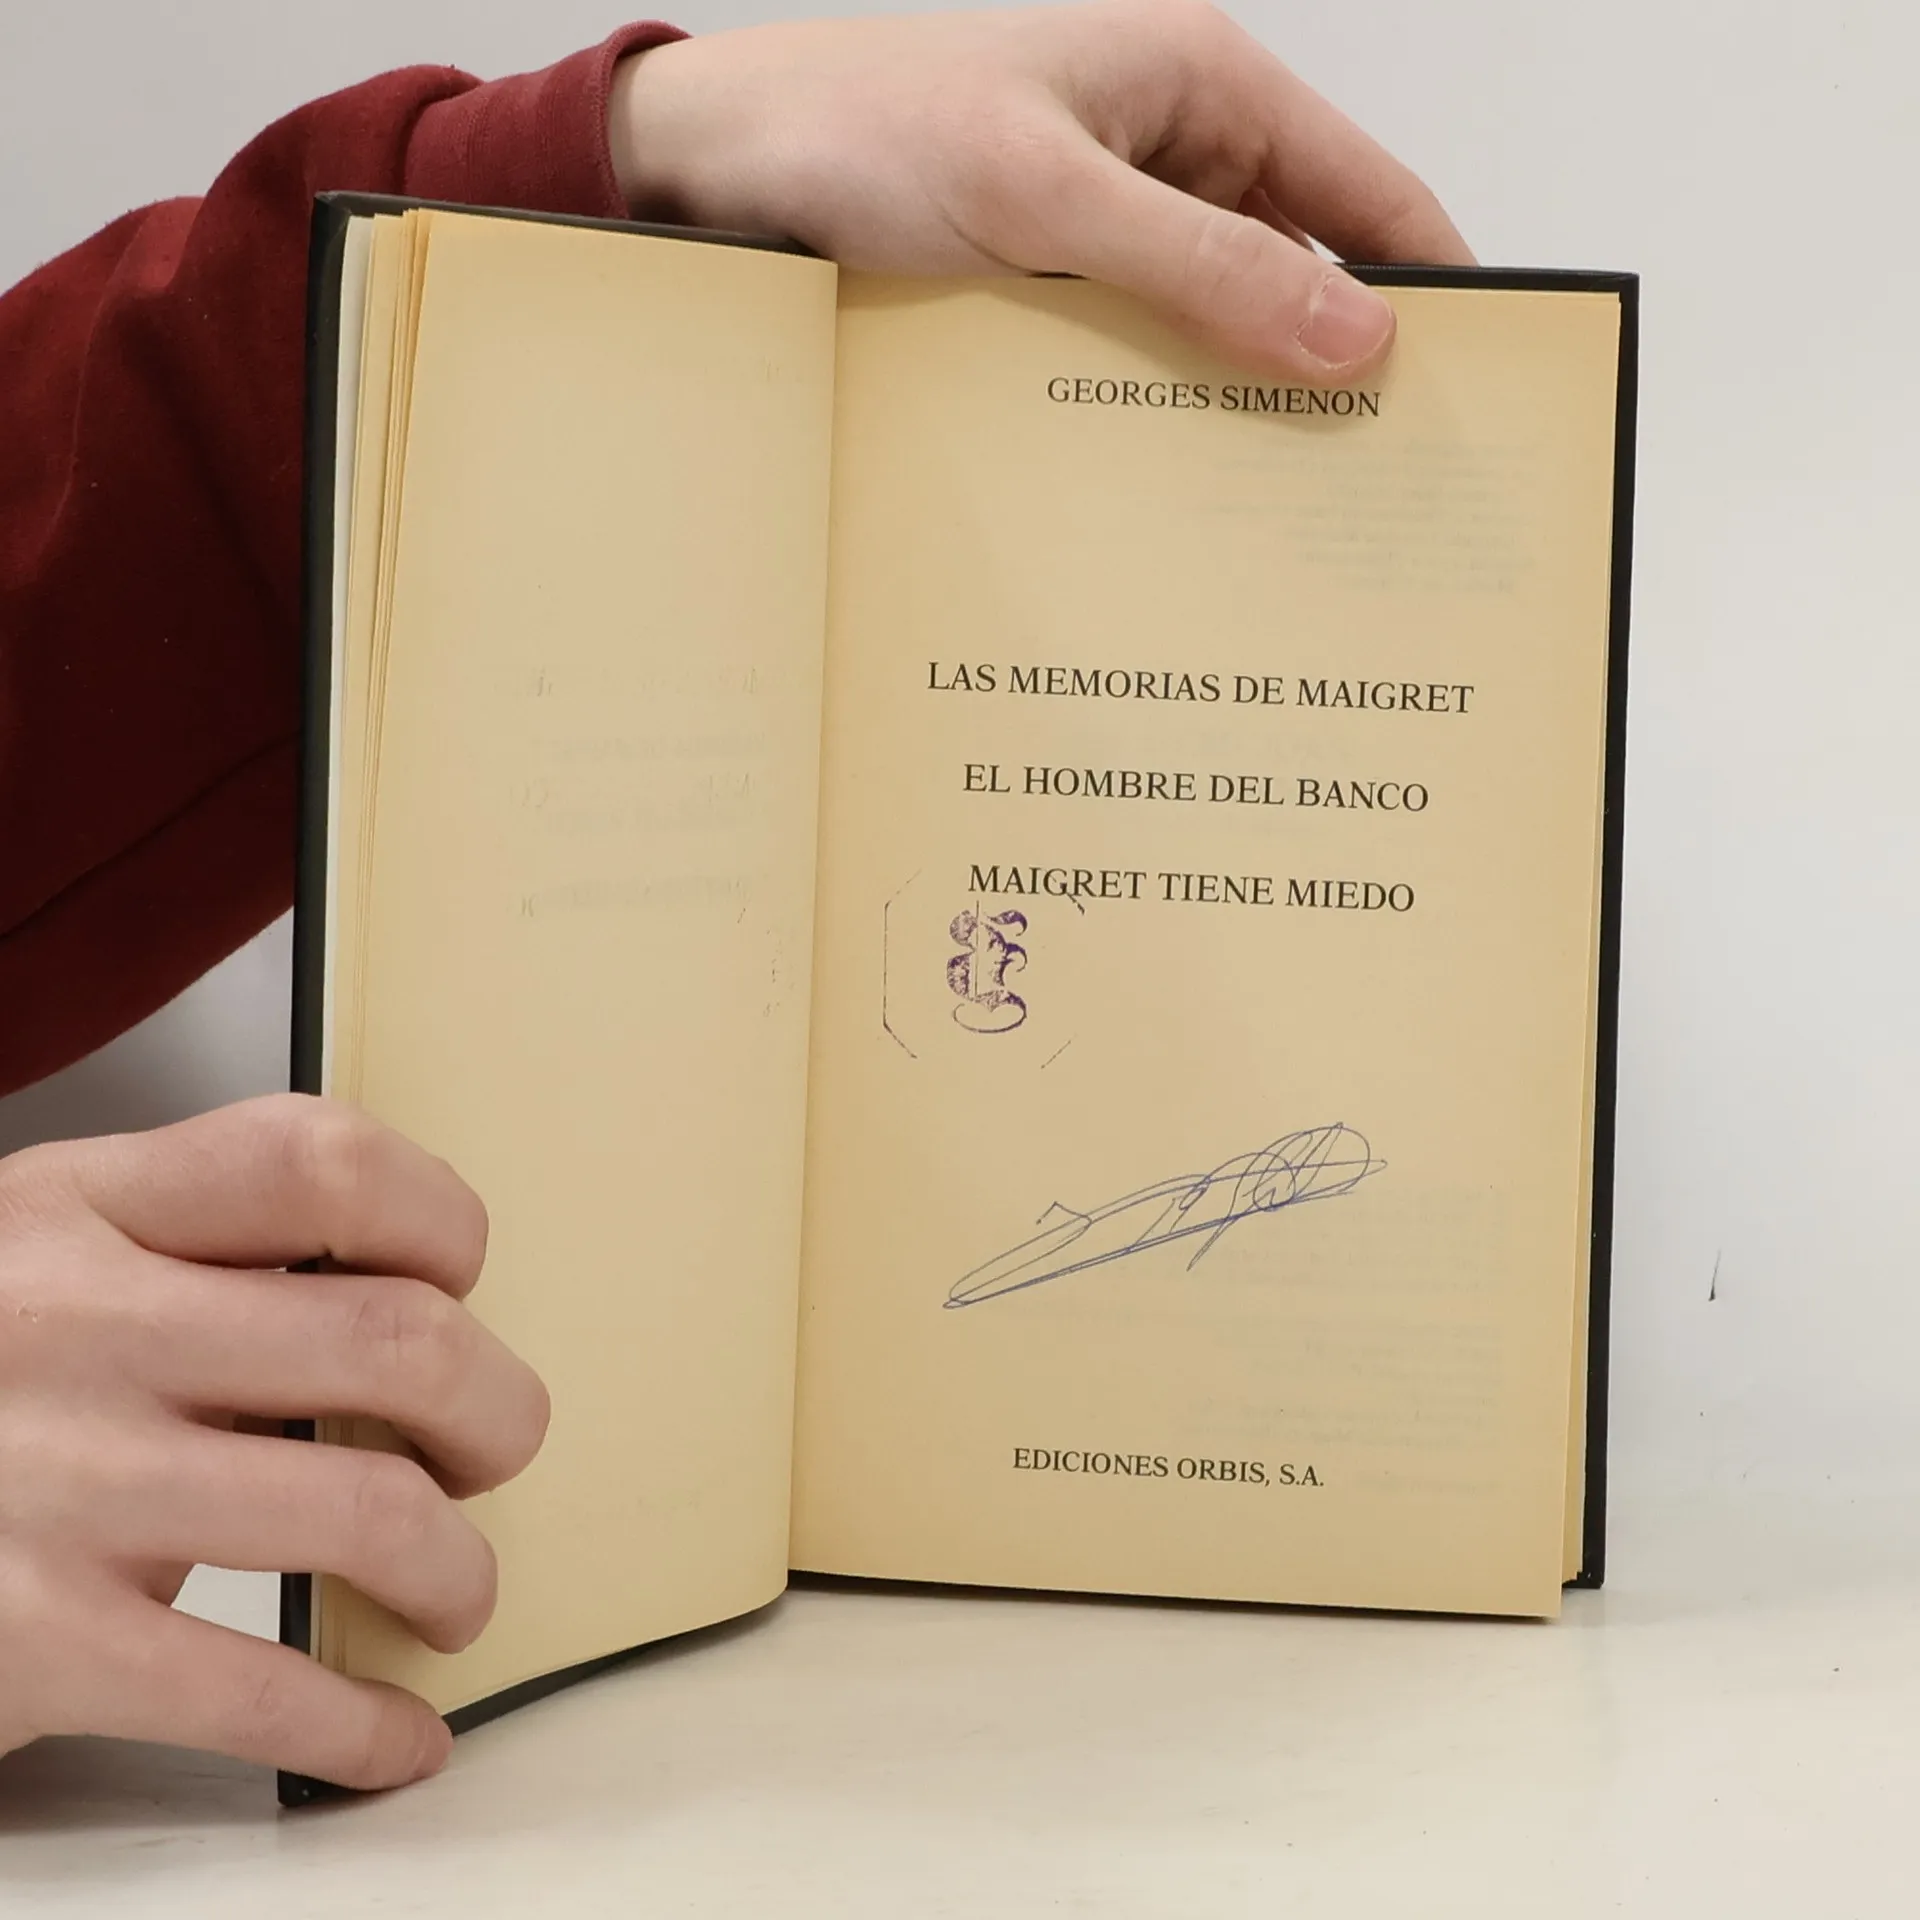 GEORGES SIMENON
LAS MEMORIAS DE MAIGRET
EL HOMBRE DEL BANCO
MAIGRET TIENE MIEDO
EDICIONES ORBIS, S.A.